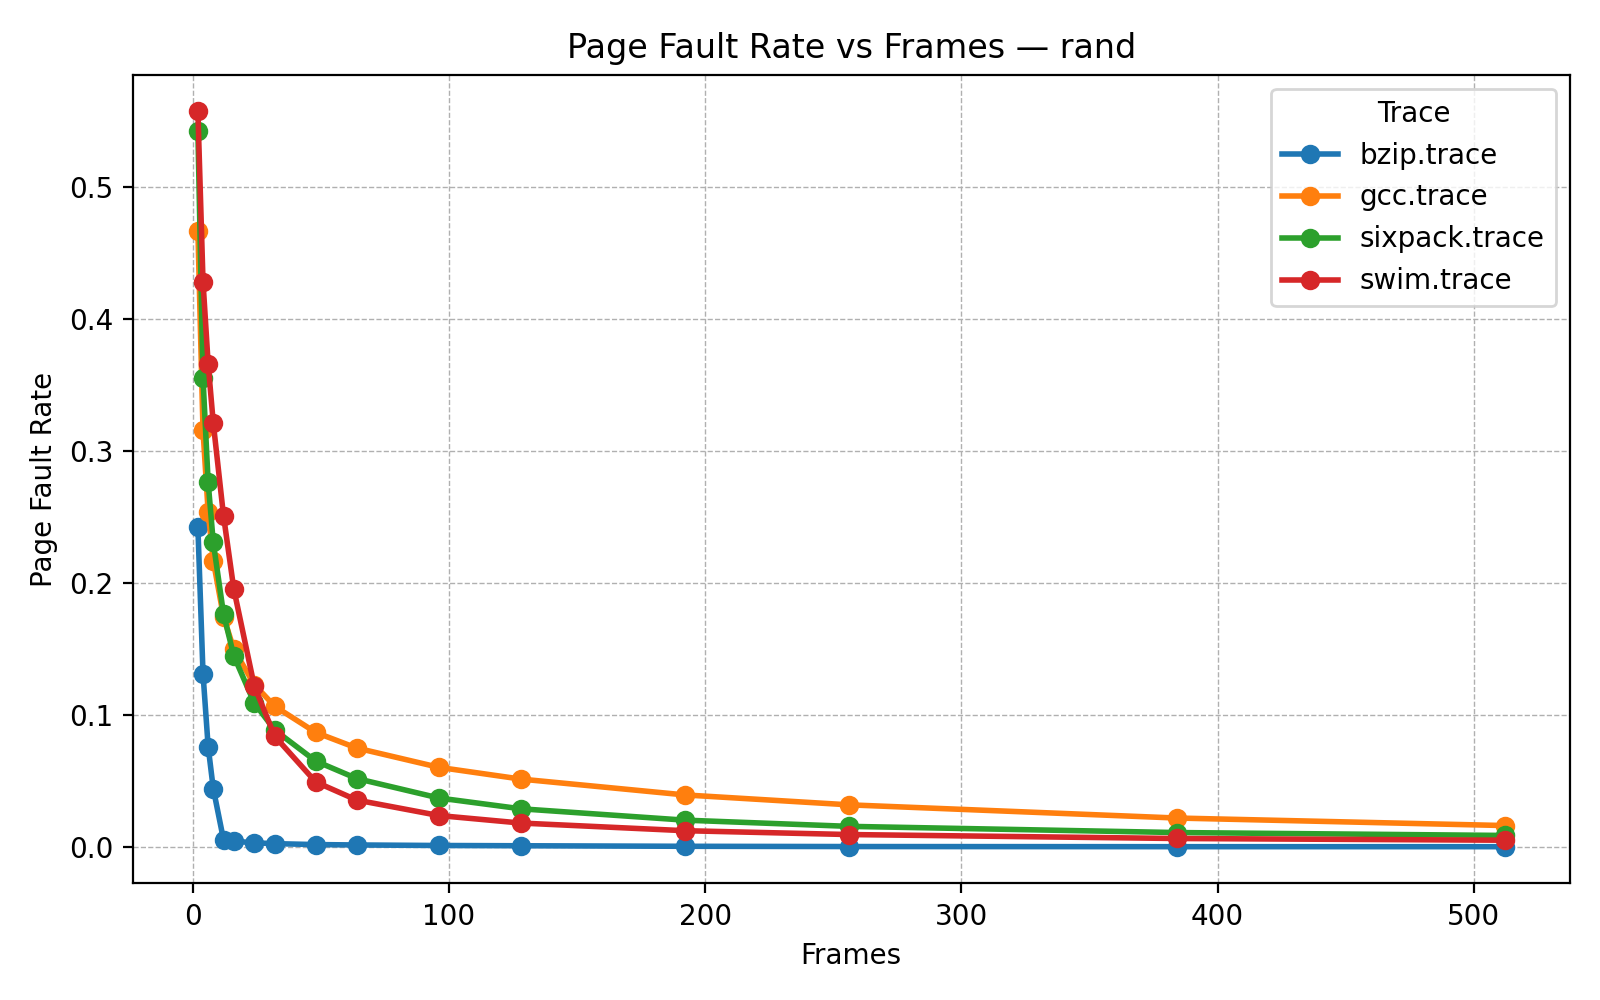 Page Fault Rate vs Frames — rand
Trace
bzip.trace
gcc.trace
sixpack.trace
swim.trace
Page Fault Rate
0.5
0.4
0.3
0.2
0.1
0.0
0 100 200 300 400 500
Frames